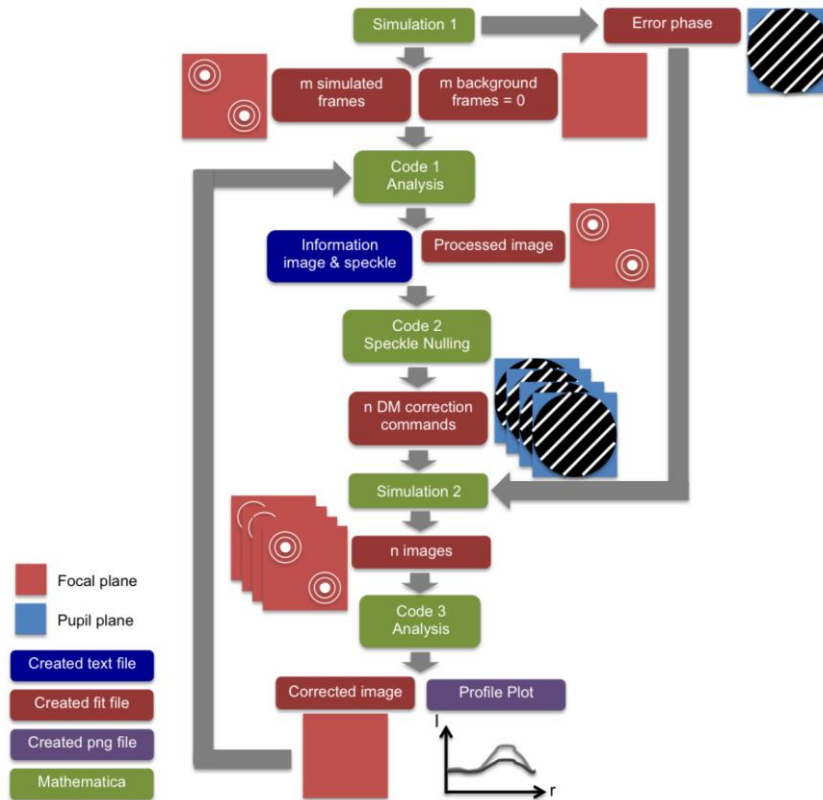 Simulation 1
Error phase
m simulated
frames
m background
frames = 0
Code 1
Analysis
Information
image & speckle
Processed image
Code 2
Speckle Nulling
n DM correction
commands
Simulation 2
n images
Focal plane
Pupil plane
Code 3
Analysis
Created text file
Created fit file
Created png file
Mathematica
Corrected image
Profile Plot
I
r